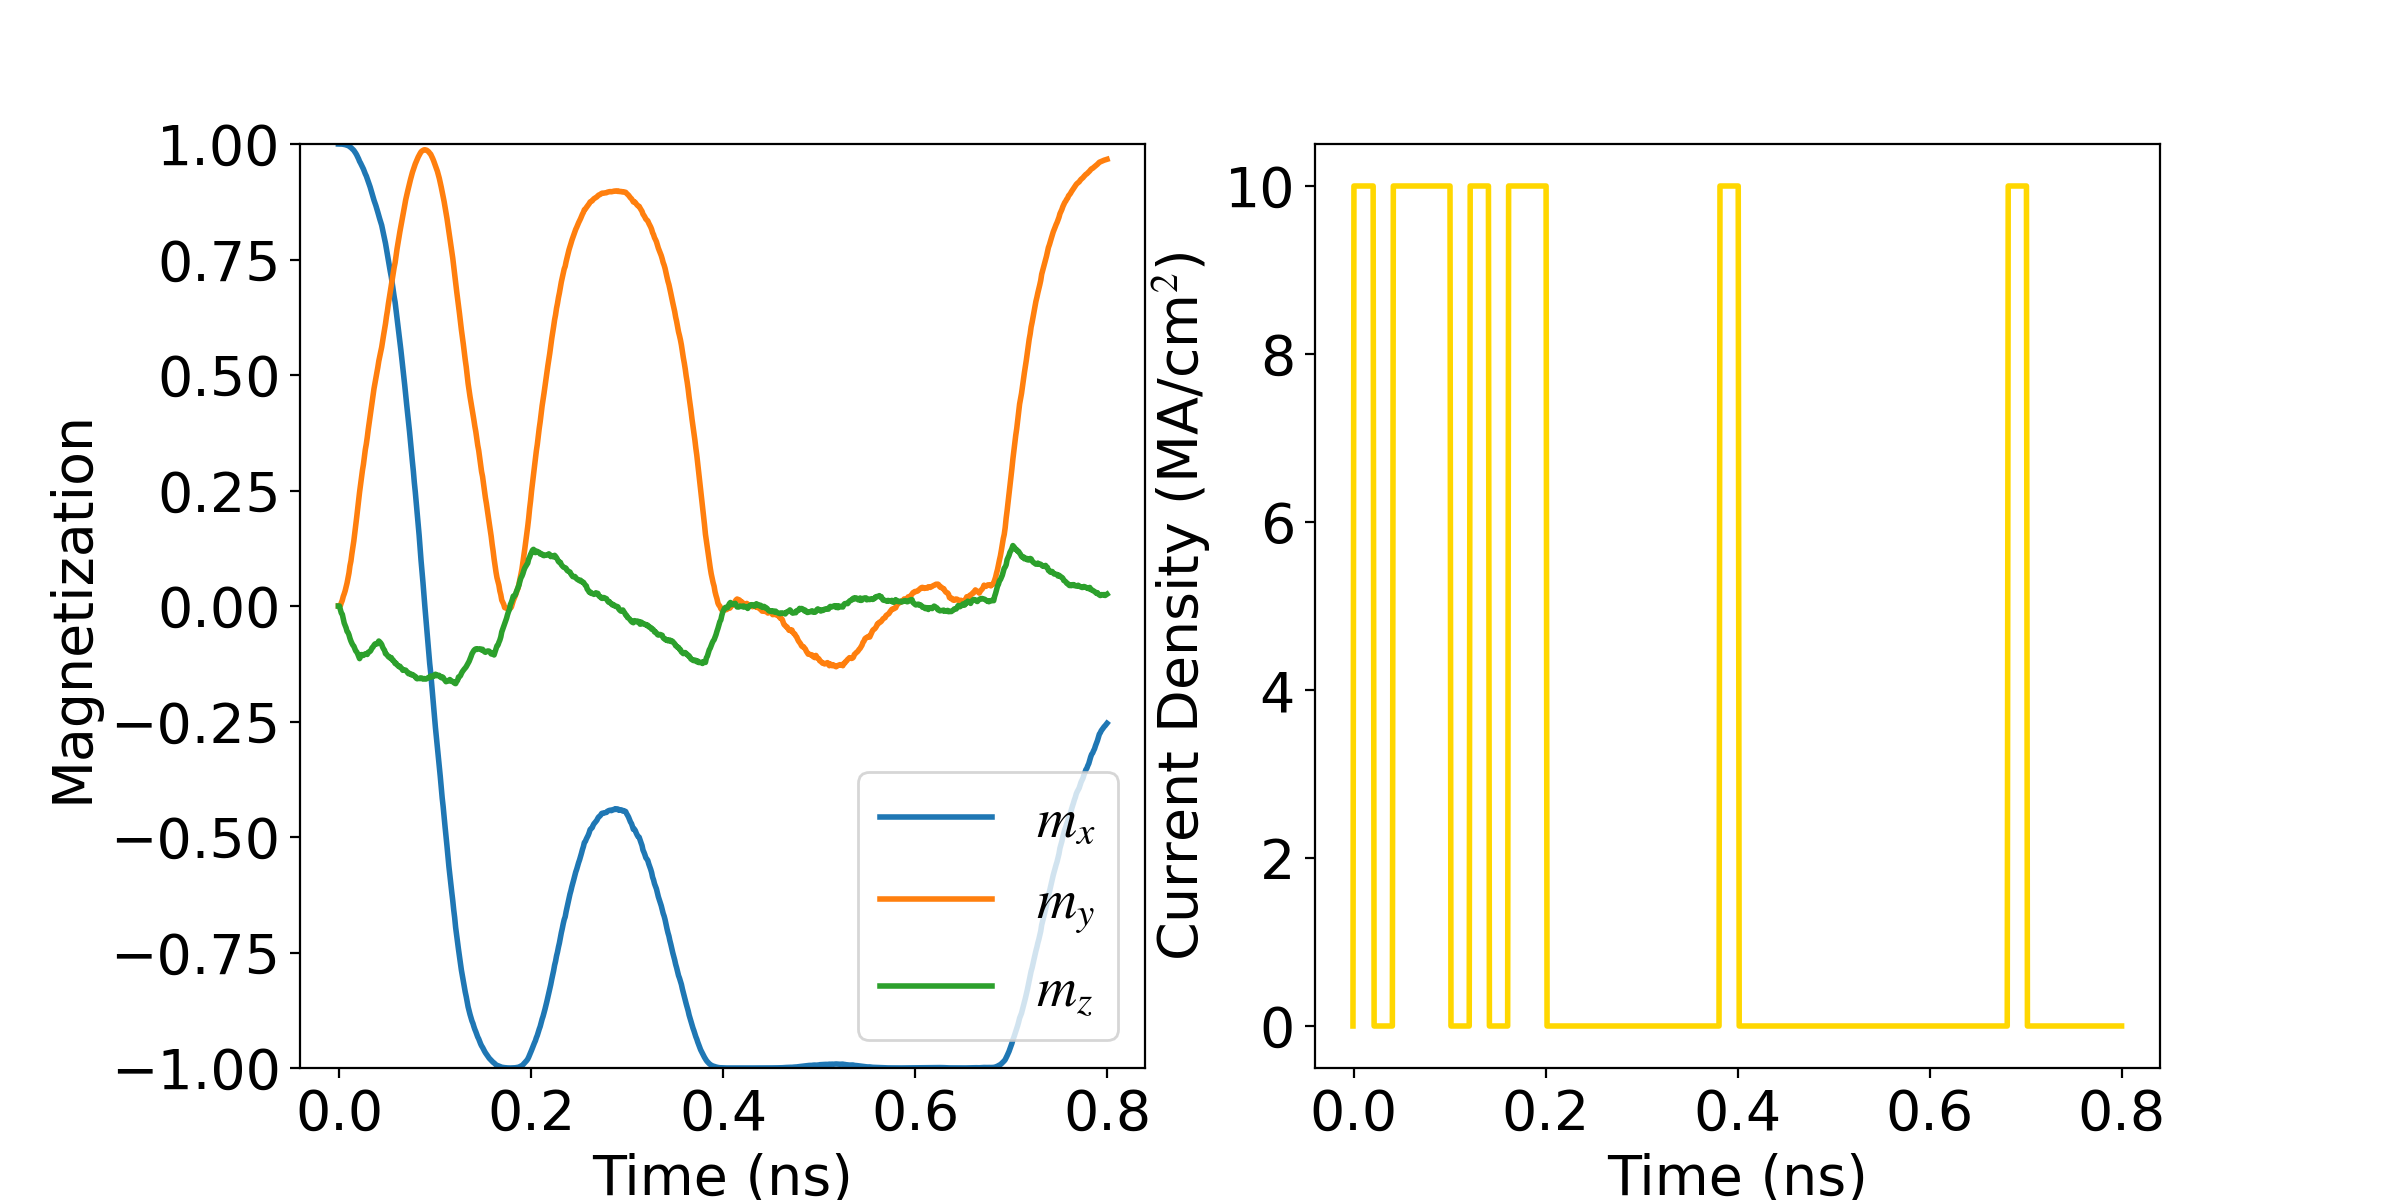 Magnetization
1.00
0.75
0.50
0.25
0.00
−0.25
−0.50
−0.75
−1.00
0.0 0.2 0.4 0.6 0.8
Time (ns)
m_x
m_y
m_z
Current Density (MA/cm²)
10
8
6
4
2
0
0.0 0.2 0.4 0.6 0.8
Time (ns)